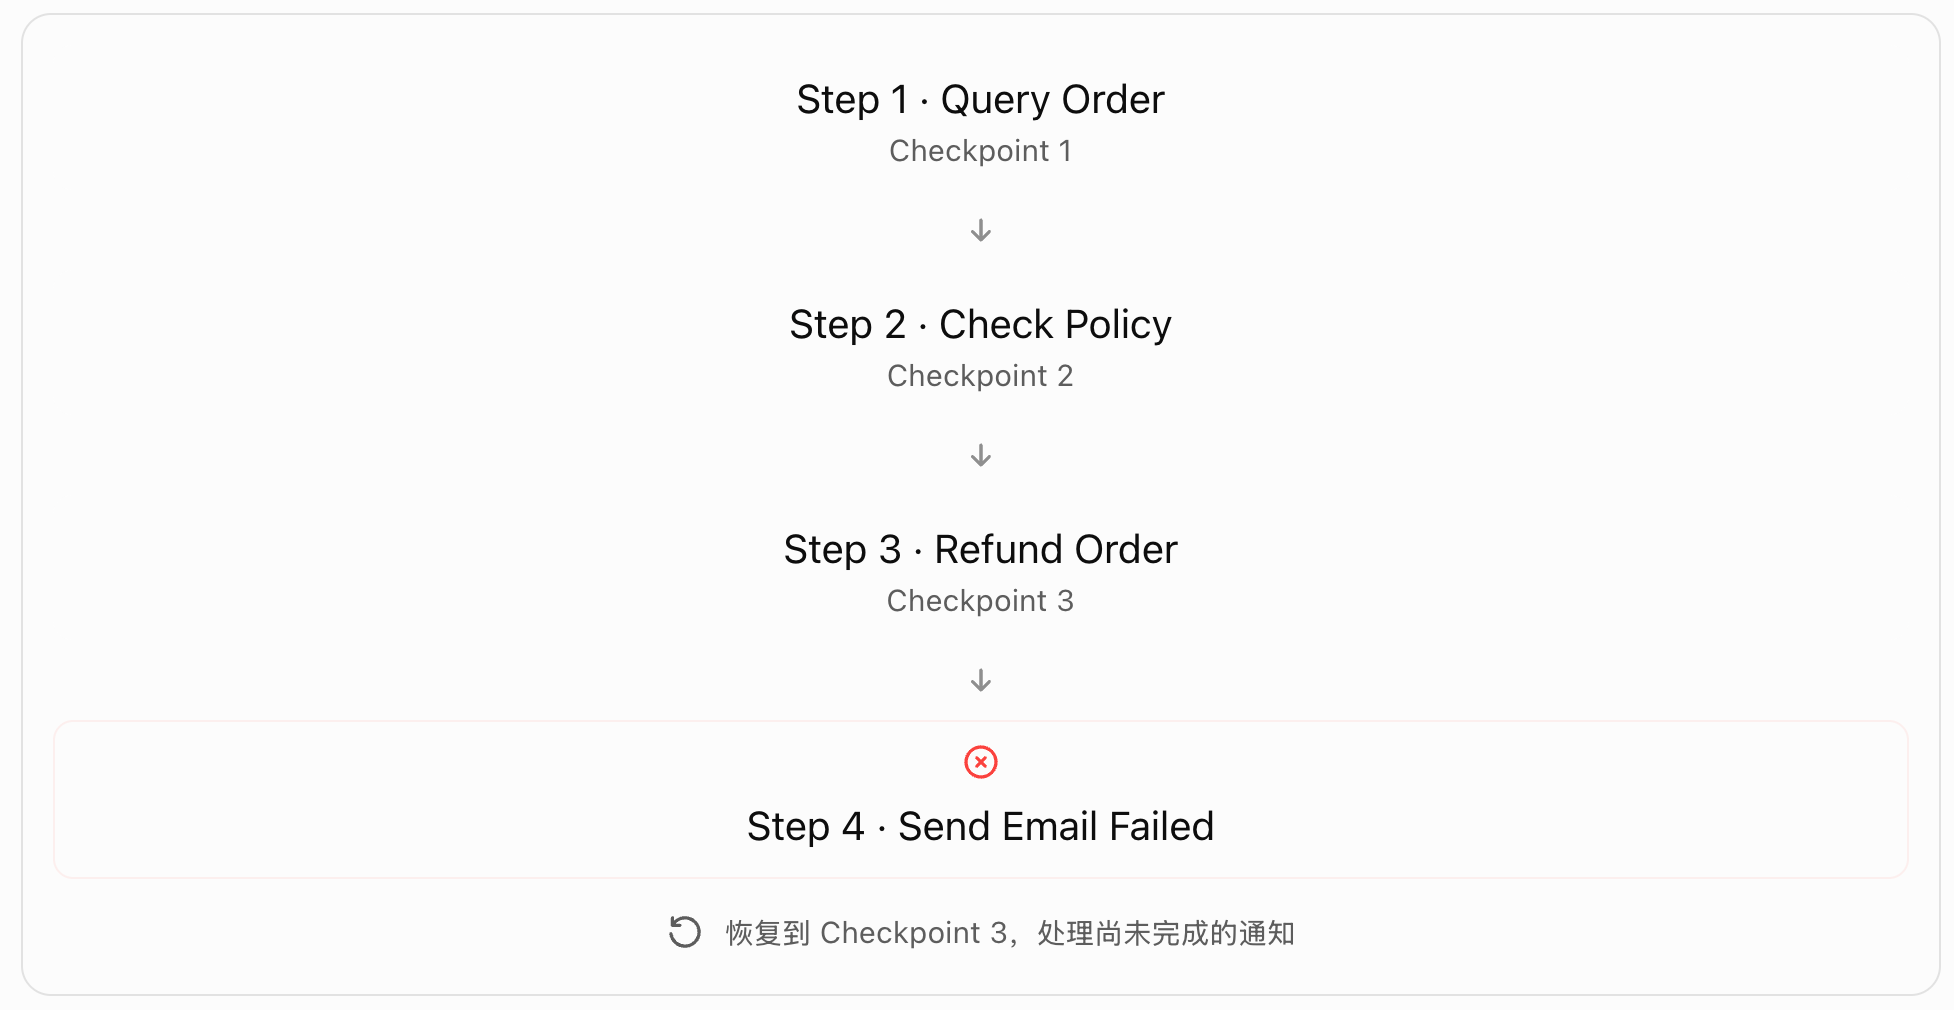 Step 1 · Query Order
Checkpoint 1
Step 2 · Check Policy
Checkpoint 2
Step 3 · Refund Order
Checkpoint 3
Step 4 · Send Email Failed
恢复到 Checkpoint 3，处理尚未完成的通知